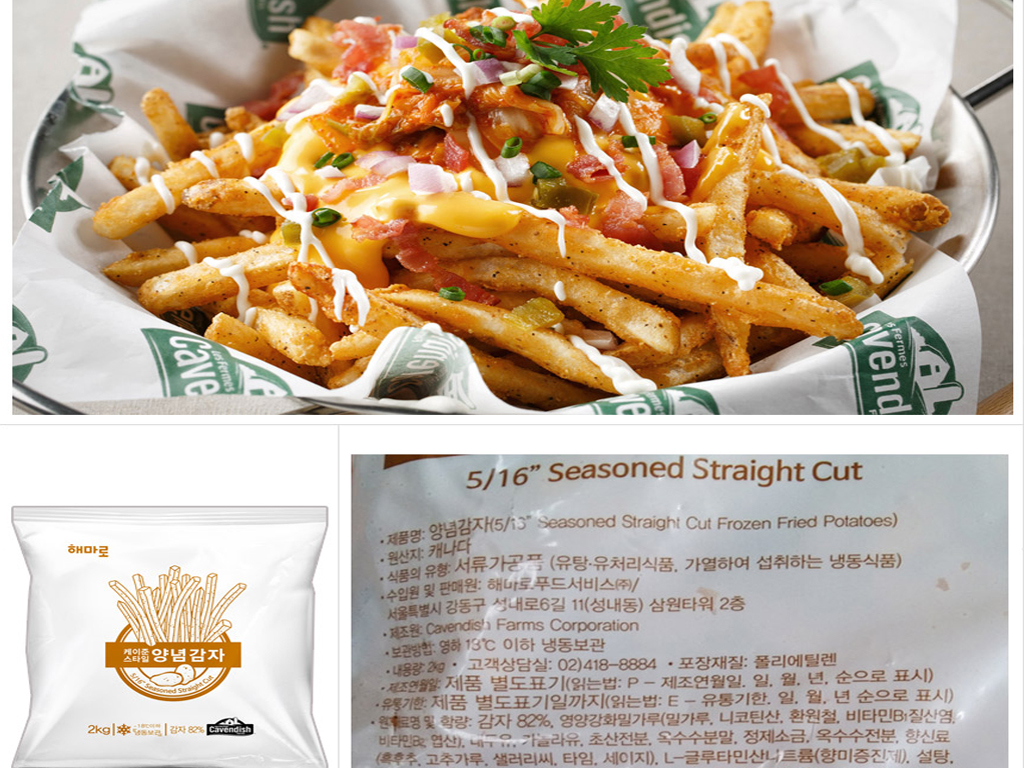 Cavendish
Cavendi
les Fermes
Cavend
해마로
케이준
스타일 양념감자
5/16" Seasoned Straight Cut
2kg
냉동보관
감자 82%
Cavendish
5/16" Seasoned Straight Cut
• 제품명: 양념감자(5/13" Seasoned Straight Cut Frozen Fried Potatoes)
• 원산지: 캐나다
• 식품의 유형: 서류가공품 (유탕·유처리식품, 가열하여 섭취하는 냉동식품)
• 수입원 및 판매원: 해마로푸드서비스㈜/
서울특별시 강동구 성내로6길 11(성내동) 삼원타워 2층
• 제조원: Cavendish Farms Corporation
• 보관방법: 영하 13℃ 이하 냉동보관
• 내용량: 2kg • 고객상담실: 02)418-8884 • 포장재질: 폴리에틸렌
• 제조연월일: 제품 별도표기(읽는법: P - 제조연월일. 일, 월, 년 순으로 표시)
• 유통기한: 제품 별도표기일까지(읽는법: E - 유통기한. 일, 월, 년 순으로 표시)
• 원재료명 및 함량: 감자 82%, 영양강화밀가루(밀가루, 니코틴산, 환원철, 비타민B₁질산염,
비타민B₂, 엽산), 대두유, 카놀라유, 초산전분, 옥수수분말, 정제소금, 옥수수전분, 향신료
(흑후추, 고추가루, 샐러리씨, 타임, 세이지), L-글루타민산나트륨(향미증진제), 설탕,